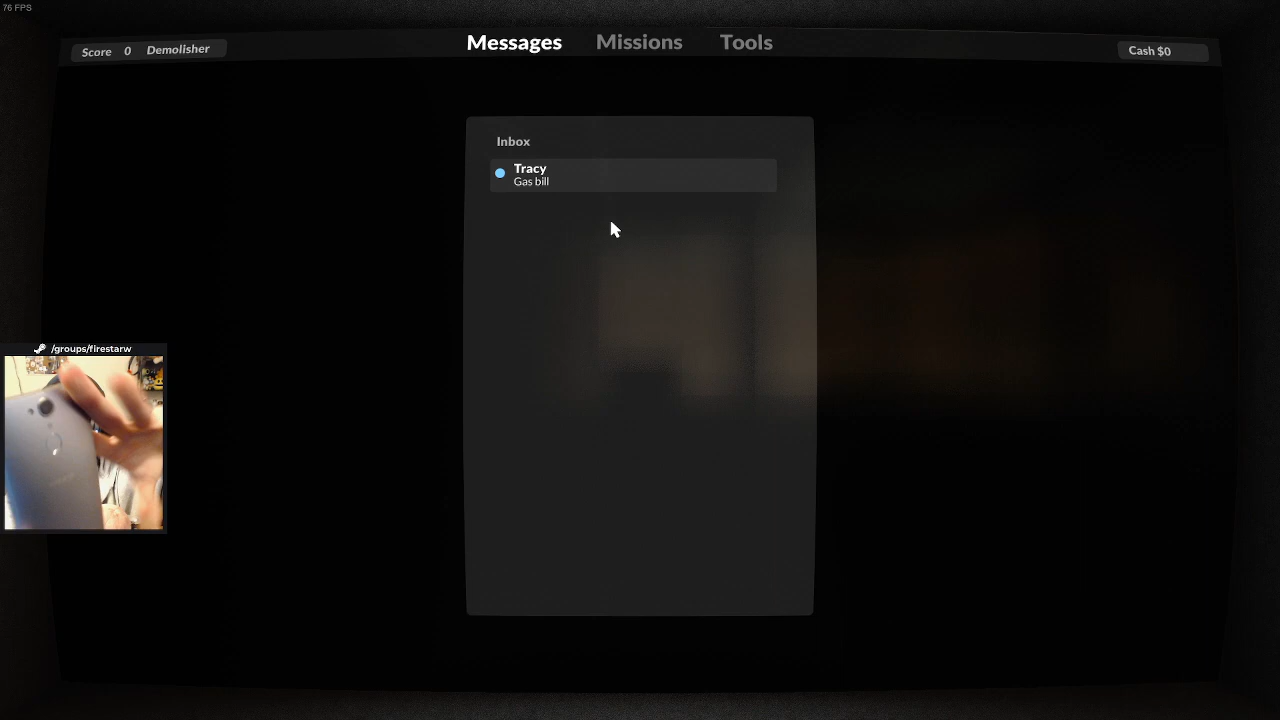 76 FPS
Score 0 Demolisher
Messages Missions Tools
Cash $0
Inbox
Tracy
Gas bill
/groups/firestarw